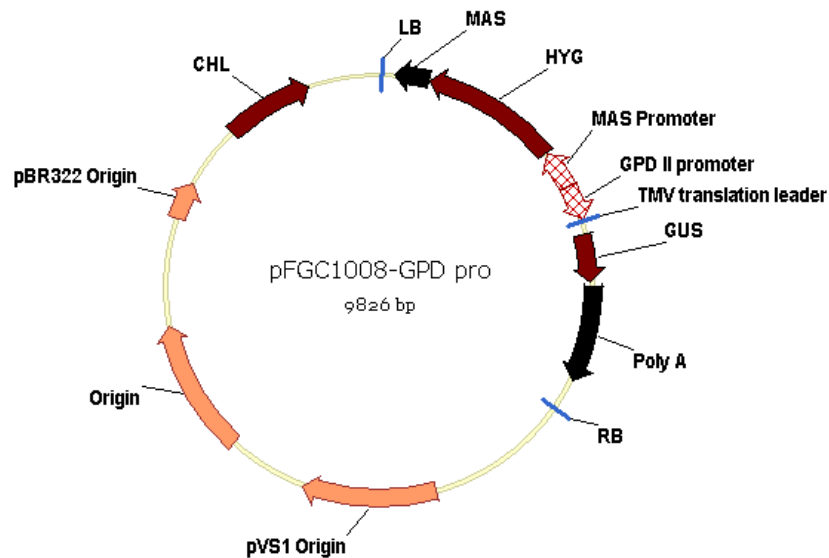 LB
MAS
CHL
HYG
MAS Promoter
GPD II promoter
pBR322 Origin
TMV translation leader
GUS
pFGC1008-GPD pro
9826 bp
Poly A
Origin
RB
pVS1 Origin